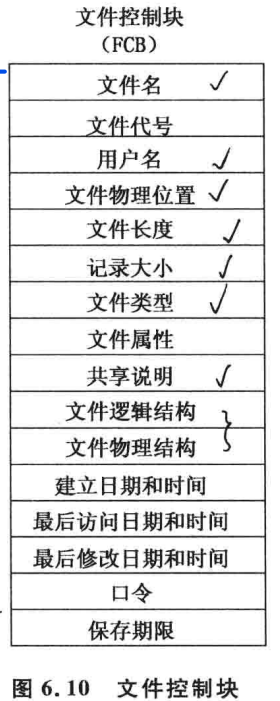 文件控制块
（FCB）
文件名 ✓
文件代号
用户名 ✓
文件物理位置 ✓
文件长度 ✓
记录大小 ✓
文件类型 ✓
文件属性
共享说明 ✓
文件逻辑结构
文件物理结构
建立日期和时间
最后访问日期和时间
最后修改日期和时间
口令
保存期限
图 6.10 文件控制块